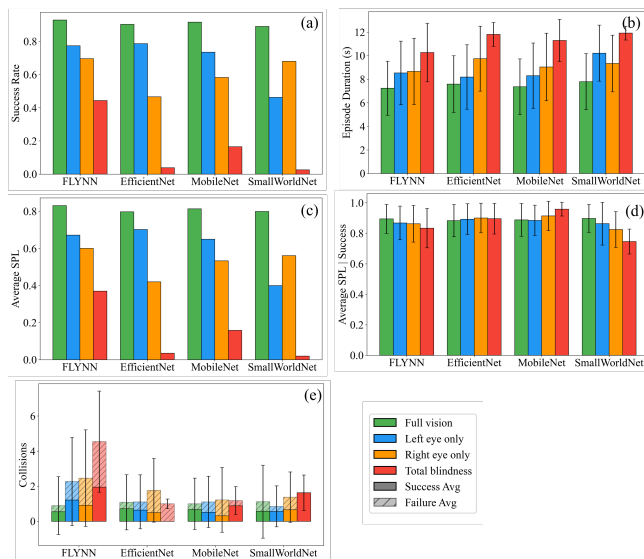 (a)
Success Rate
0.8
0.6
0.4
0.2
0.0
FLYNN EfficientNet MobileNet SmallWorldNet
(b)
Episode Duration (s)
14
12
10
8
6
4
2
0
FLYNN EfficientNet MobileNet SmallWorldNet
(c)
Average SPL
0.8
0.6
0.4
0.2
0.0
FLYNN EfficientNet MobileNet SmallWorldNet
(d)
Average SPL | Success
1.0
0.8
0.6
0.4
0.2
0.0
FLYNN EfficientNet MobileNet SmallWorldNet
(e)
Collisions
6
4
2
0
FLYNN EfficientNet MobileNet SmallWorldNet
Full vision
Left eye only
Right eye only
Total blindness
Success Avg
Failure Avg